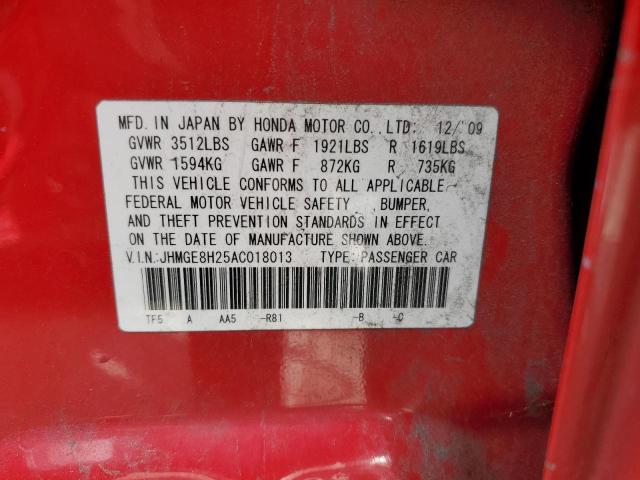 MFD. IN JAPAN BY HONDA MOTOR CO., LTD. 12/'09
GVWR 3512LBS GAWR F 1921LBS R 1619LBS
GVWR 1594KG GAWR F 872KG R 735KG
THIS VEHICLE CONFORMS TO ALL APPLICABLE
FEDERAL MOTOR VEHICLE SAFETY, BUMPER,
AND THEFT PREVENTION STANDARDS IN EFFECT
ON THE DATE OF MANUFACTURE SHOWN ABOVE.
V.I.N.:JHMGE8H25AC018013 TYPE:PASSENGER CAR
TF5 A AA5 -R81 -B -C